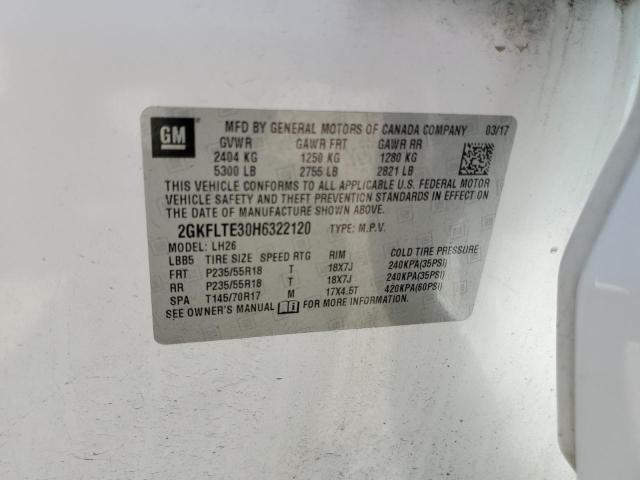 GM
MFD BY GENERAL MOTORS OF CANADA COMPANY 03/17
GVWR GAWR FRT GAWR RR
2404 KG 1250 KG 1280 KG
5300 LB 2755 LB 2821 LB
THIS VEHICLE CONFORMS TO ALL APPLICABLE U.S. FEDERAL MOTOR
VEHICLE SAFETY AND THEFT PREVENTION STANDARDS IN EFFECT ON
THE DATE OF MANUFACTURE SHOWN ABOVE.
2GKFLTE30H6322120 TYPE: M.P.V.
MODEL: LH26
LBB5 TIRE SIZE SPEED RTG RIM COLD TIRE PRESSURE
FRT P235/55R18 T 18X7J 240KPA(35PSI)
RR P235/55R18 T 18X7J 240KPA(35PSI)
SPA T145/70R17 M 17X4.5T 420KPA(60PSI)
SEE OWNER'S MANUAL FOR MORE INFORMATION.